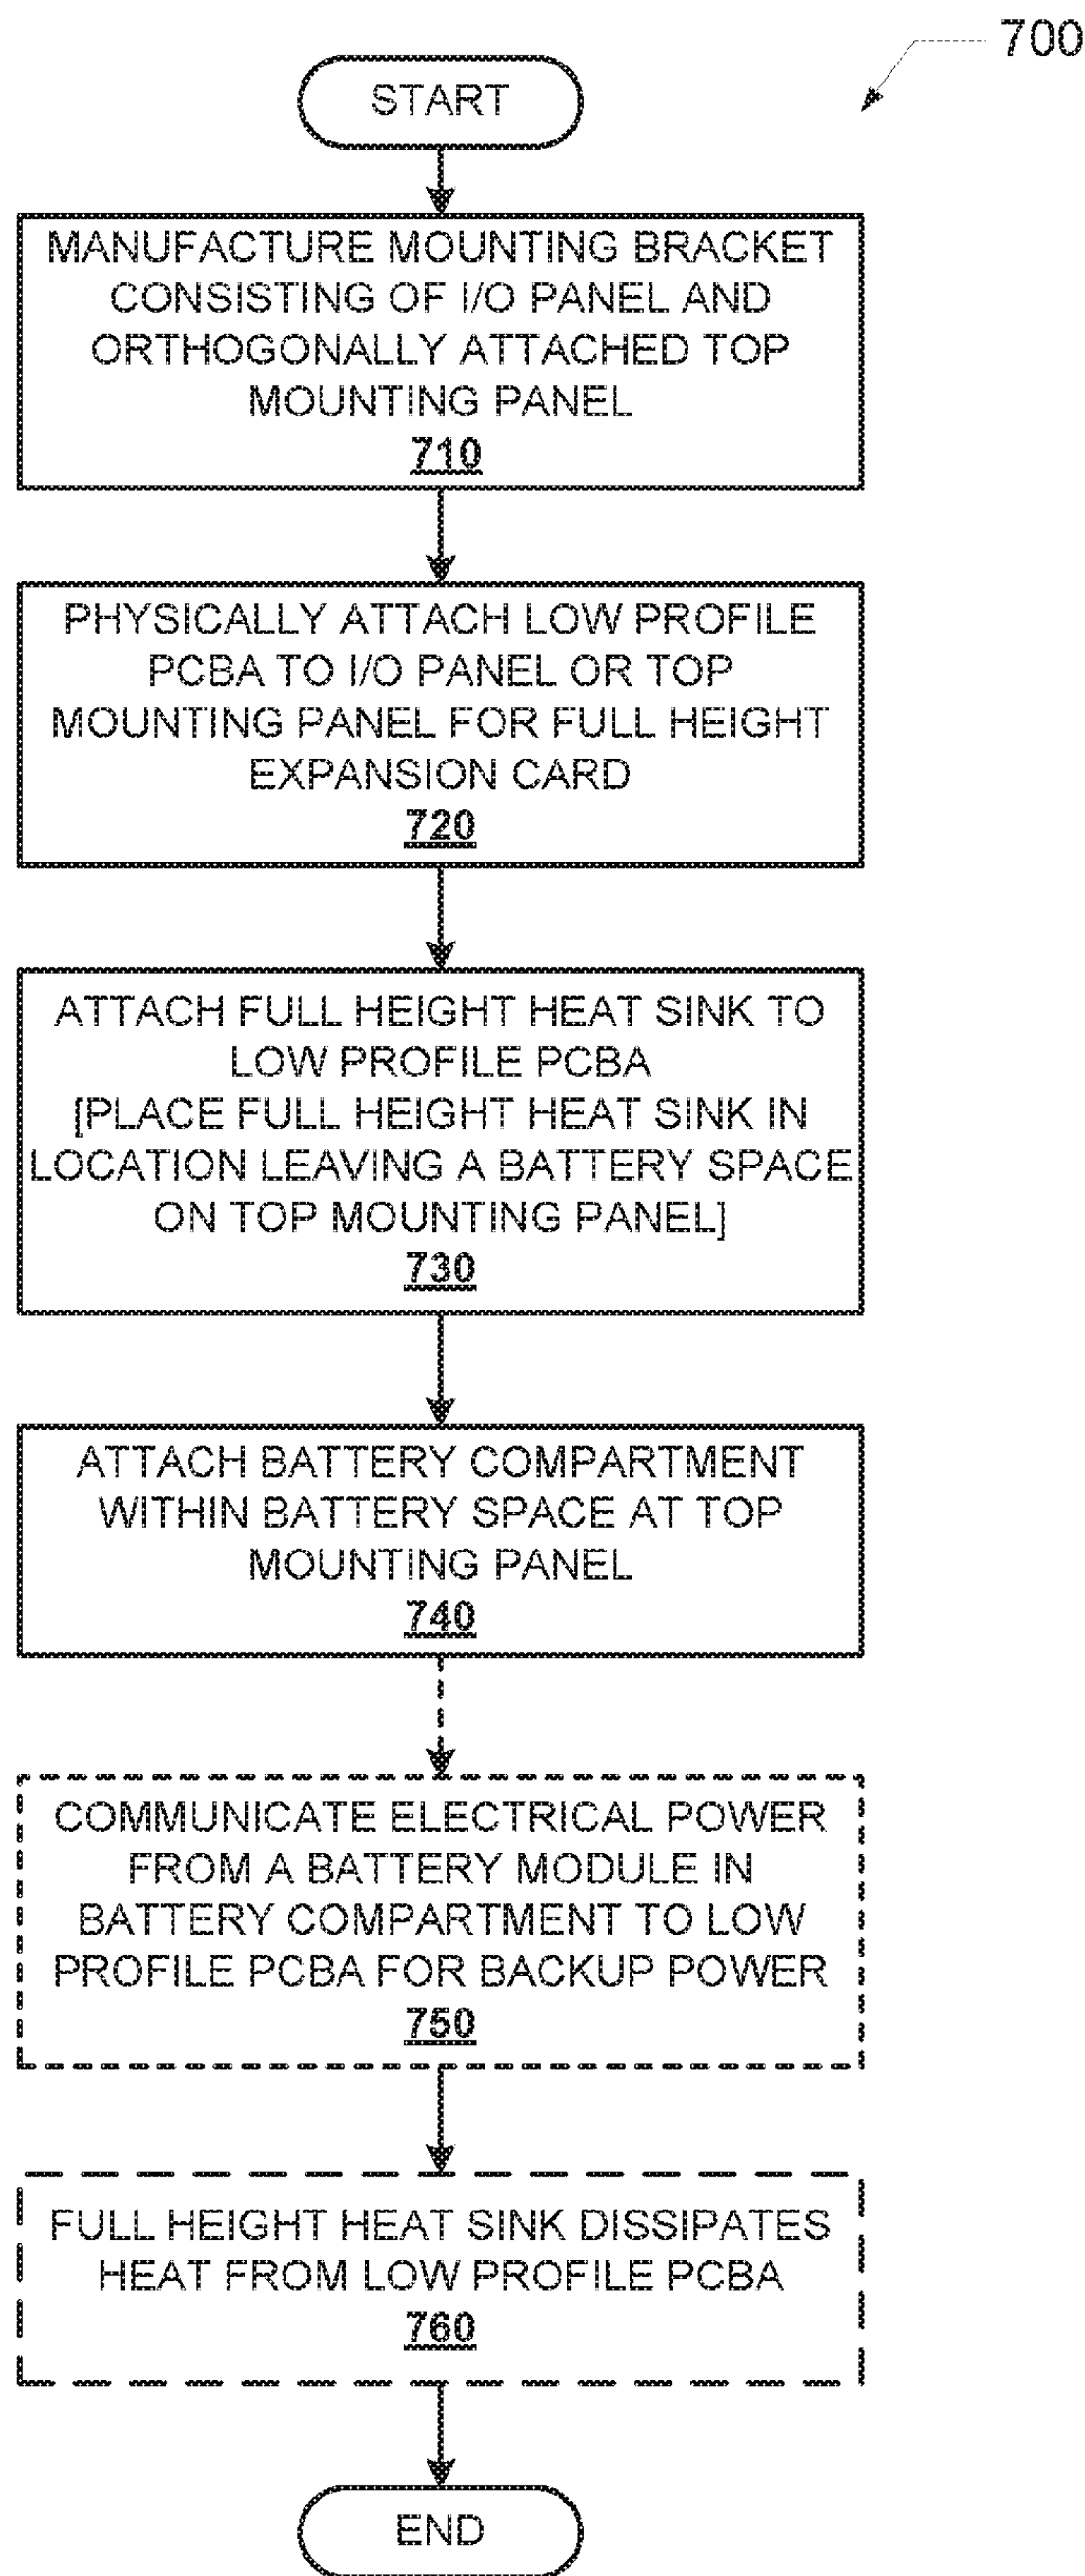 700
START
MANUFACTURE MOUNTING BRACKET
CONSISTING OF I/O PANEL AND
ORTHOGONALLY ATTACHED TOP
MOUNTING PANEL
710
PHYSICALLY ATTACH LOW PROFILE
PCBA TO I/O PANEL OR TOP
MOUNTING PANEL FOR FULL HEIGHT
EXPANSION CARD
720
ATTACH FULL HEIGHT HEAT SINK TO
LOW PROFILE PCBA
[PLACE FULL HEIGHT HEAT SINK IN
LOCATION LEAVING A BATTERY SPACE
ON TOP MOUNTING PANEL]
730
ATTACH BATTERY COMPARTMENT
WITHIN BATTERY SPACE AT TOP
MOUNTING PANEL
740
COMMUNICATE ELECTRICAL POWER
FROM A BATTERY MODULE IN
BATTERY COMPARTMENT TO LOW
PROFILE PCBA FOR BACKUP POWER
750
FULL HEIGHT HEAT SINK DISSIPATES
HEAT FROM LOW PROFILE PCBA
760
END